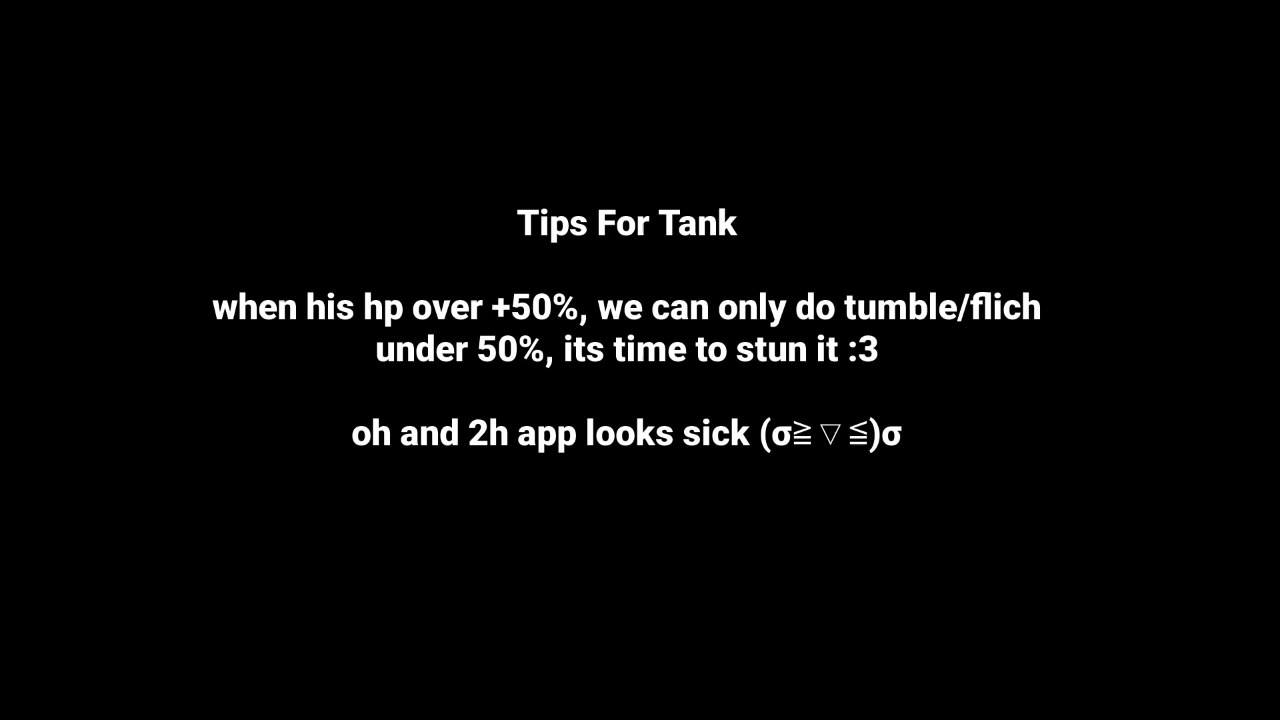 Tips For Tank
when his hp over +50%, we can only do tumble/flich
under 50%, its time to stun it :3
oh and 2h app looks sick (σ≧▽≦)σ